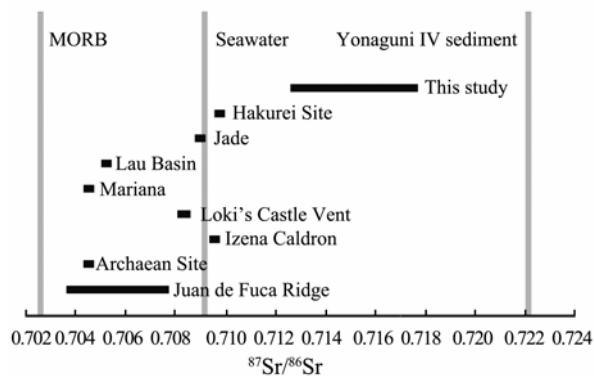 MORB Seawater Yonaguni IV sediment
This study
Hakurei Site
Jade
Lau Basin
Mariana
Loki's Castle Vent
Izena Caldron
Archaean Site
Juan de Fuca Ridge
0.702 0.704 0.706 0.708 0.710 0.712 0.714 0.716 0.718 0.720 0.722 0.724
⁸⁷Sr/⁸⁶Sr